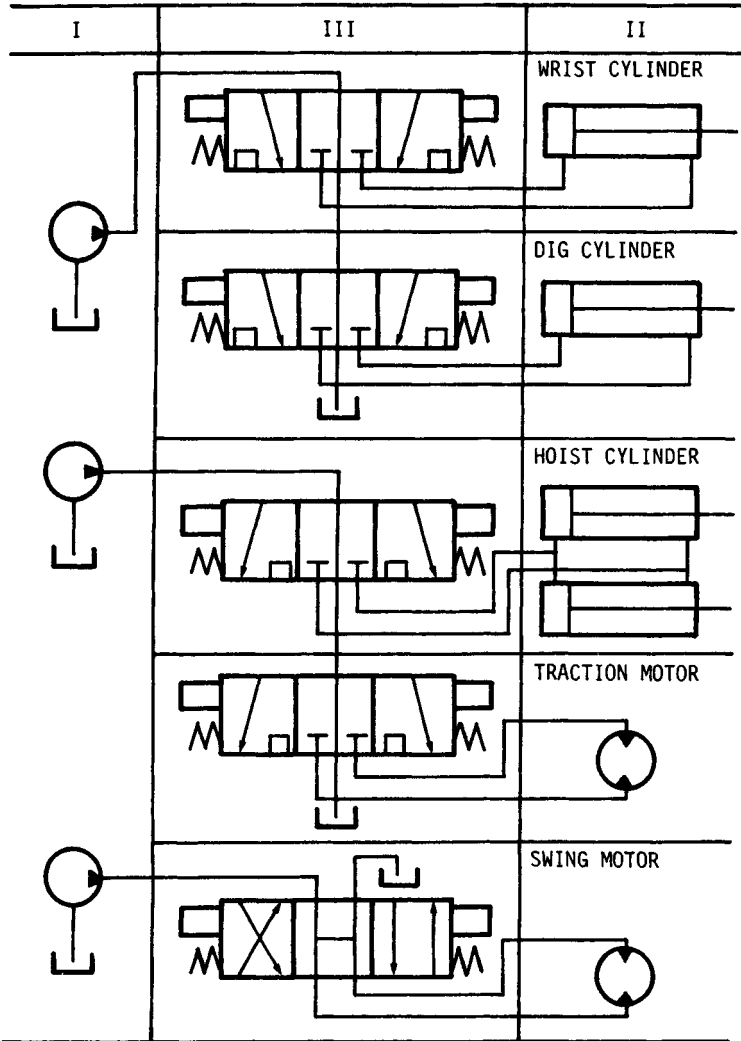 I III II
WRIST CYLINDER
DIG CYLINDER
HOIST CYLINDER
TRACTION MOTOR
SWING MOTOR